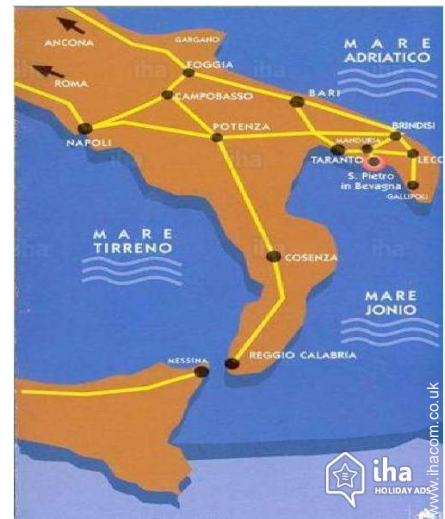 ANCONA
GARGANO
MARE
ADRIATICO
ROMA
FOGGIA
CAMPOBASSO
BARI
POTENZA
BRINDISI
NAPOLI
MANDURIA
TARANTO
LECC
S. Pietro
in Bevagna
GALLIPOLI
MARE
TIRRENO
COSENZA
MARE
JONIO
MESSINA
REGGIO CALABRIA
iha
HOLIDAY ADS
www.ihacom.co.uk